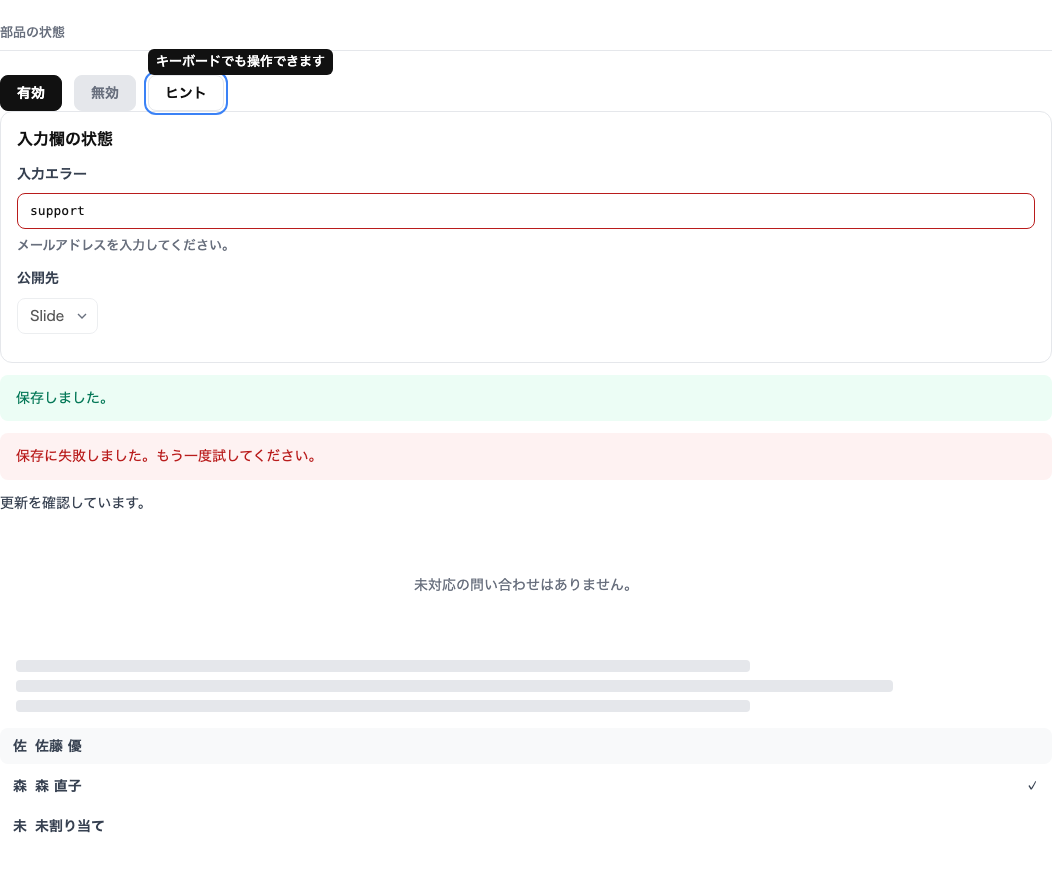 部品の状態
キーボードでも操作できます
有効 無効 ヒント
入力欄の状態
入力エラー
support
メールアドレスを入力してください。
公開先
Slide
保存しました。
保存に失敗しました。もう一度試してください。
更新を確認しています。
未対応の問い合わせはありません。
佐 佐藤 優
森 森 直子 ✓
未 未割り当て